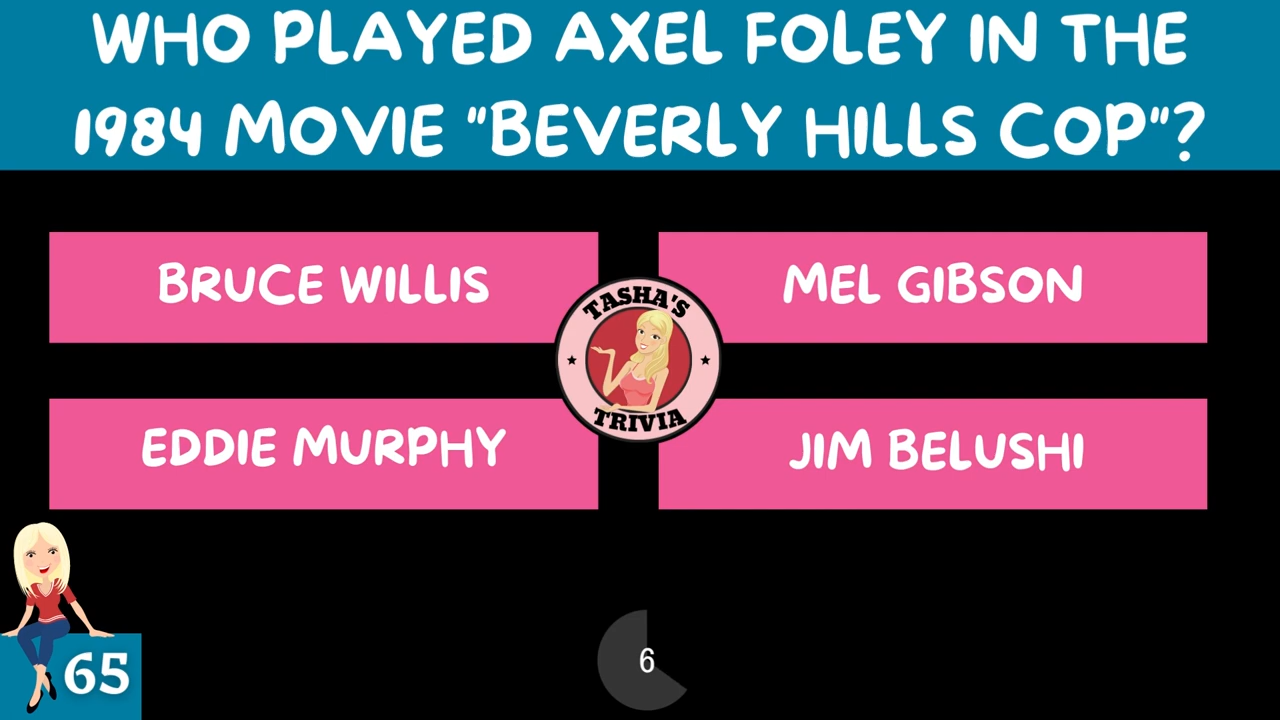 WHO PLAYED AXEL FOLEY IN THE
1984 MOVIE "BEVERLY HILLS COP"?
BRUCE WILLIS
MEL GIBSON
TASHA'S
TRIVIA
EDDIE MURPHY
JIM BELUSHI
65
6